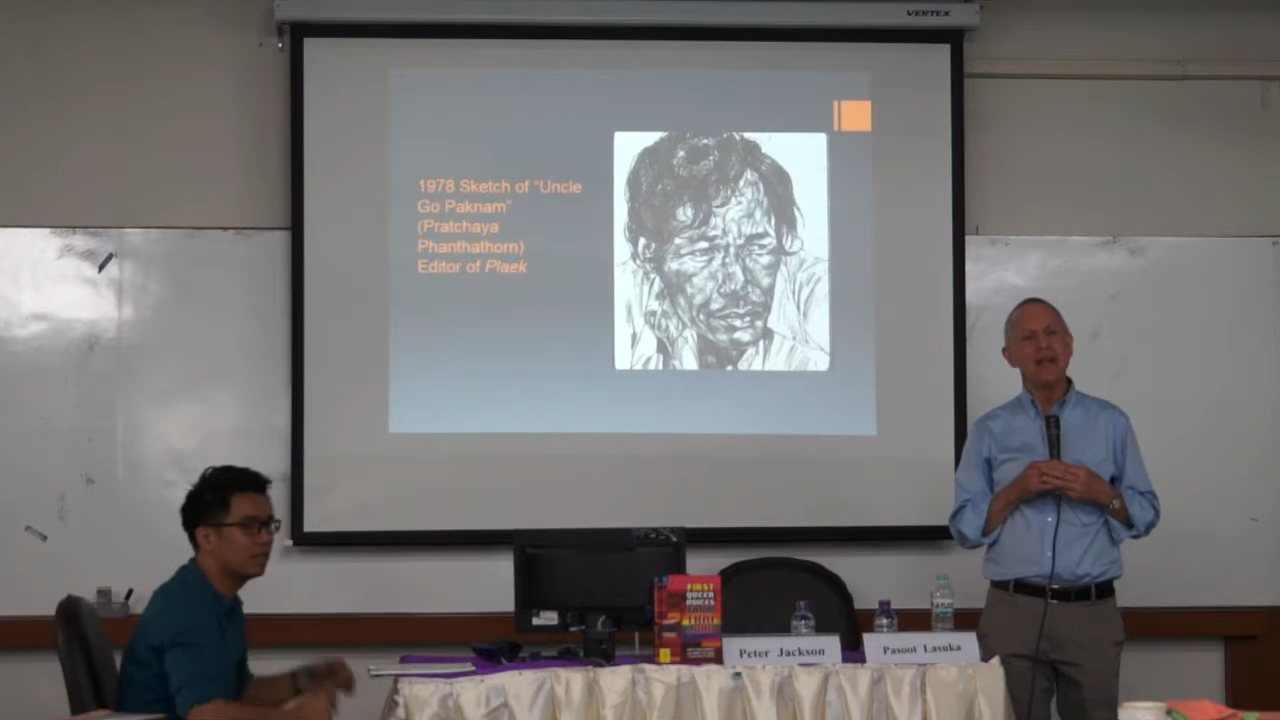 VERTEX
1978 Sketch of “Uncle
Go Paknam”
(Pratchaya
Phanthathorn)
Editor of Plaek
FIRST
QUEER
VOICES
THAI
Peter Jackson
Pasoot Lasuka